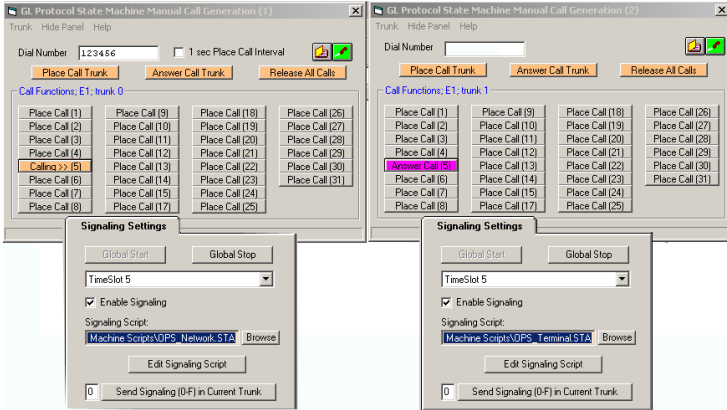 GL Protocol State Machine Manual Call Generation (1)
Trunk Hide Panel Help
Dial Number 123456 1 sec Place Call Interval
Place Call Trunk Answer Call Trunk Release All Calls
Call Functions; E1; trunk 0
Place Call (1) Place Call (9) Place Call (18) Place Call (26)
Place Call (2) Place Call (10) Place Call (19) Place Call (27)
Place Call (3) Place Call (11) Place Call (20) Place Call (28)
Place Call (4) Place Call (12) Place Call (21) Place Call (29)
Calling >> (5) Place Call (13) Place Call (22) Place Call (30)
Place Call (6) Place Call (14) Place Call (23) Place Call (31)
Place Call (7) Place Call (15) Place Call (24)
Place Call (8) Place Call (17) Place Call (25)
Signaling Settings
Global Start Global Stop
TimeSlot 5
Enable Signaling
Signaling Script:
Machine Scripts\OPS_Network.STA Browse
Edit Signaling Script
0 Send Signaling (0-F) in Current Trunk
GL Protocol State Machine Manual Call Generation (2)
Trunk Hide Panel Help
Dial Number
Place Call Trunk Answer Call Trunk Release All Calls
Call Functions; E1; trunk 1
Place Call (1) Place Call (9) Place Call (18) Place Call (26)
Place Call (2) Place Call (10) Place Call (19) Place Call (27)
Place Call (3) Place Call (11) Place Call (20) Place Call (28)
Place Call (4) Place Call (12) Place Call (21) Place Call (29)
Answer Call (5) Place Call (13) Place Call (22) Place Call (30)
Place Call (6) Place Call (14) Place Call (23) Place Call (31)
Place Call (7) Place Call (15) Place Call (24)
Place Call (8) Place Call (17) Place Call (25)
Signaling Settings
Global Start Global Stop
TimeSlot 5
Enable Signaling
Signaling Script:
Machine Scripts\OPS_Terminal.STA Browse
Edit Signaling Script
0 Send Signaling (0-F) in Current Trunk